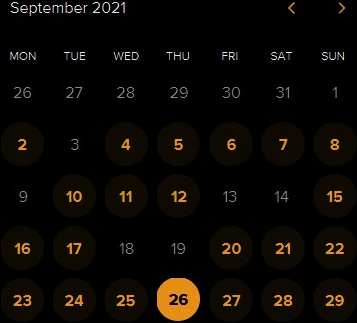 September 2021
MON TUE WED THU FRI SAT SUN
26 27 28 29 30 31 1
2 3 4 5 6 7 8
9 10 11 12 13 14 15
16 17 18 19 20 21 22
23 24 25 26 27 28 29